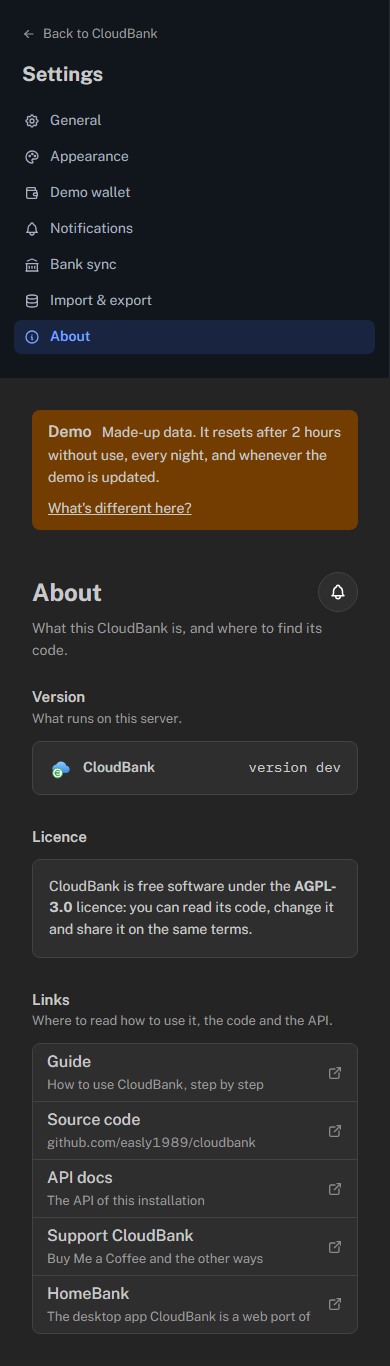 Back to CloudBank
Settings
General
Appearance
Demo wallet
Notifications
Bank sync
Import & export
About
Demo Made-up data. It resets after 2 hours
without use, every night, and whenever the
demo is updated.
What's different here?
About
What this CloudBank is, and where to find its
code.
Version
What runs on this server.
CloudBank version dev
Licence
CloudBank is free software under the AGPL-
3.0 licence: you can read its code, change it
and share it on the same terms.
Links
Where to read how to use it, the code and the API.
Guide
How to use CloudBank, step by step
Source code
github.com/easly1989/cloudbank
API docs
The API of this installation
Support CloudBank
Buy Me a Coffee and the other ways
HomeBank
The desktop app CloudBank is a web port of